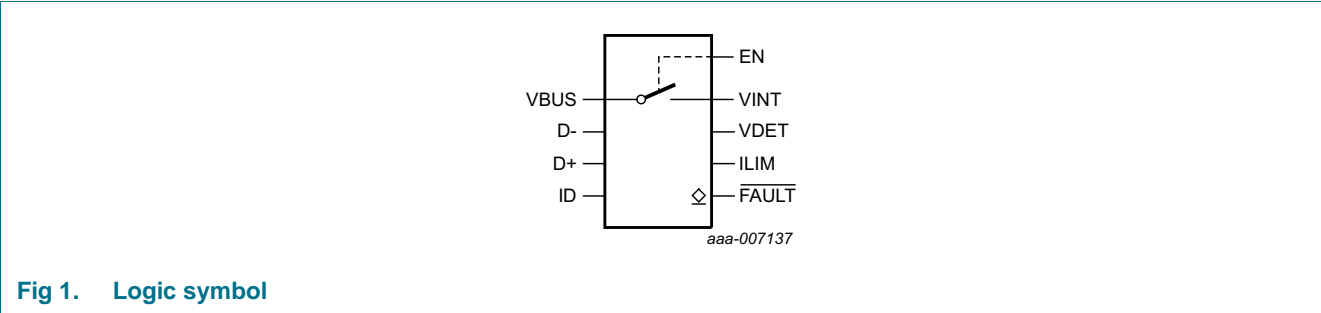 EN
VBUS VINT
D- VDET
D+ ILIM
ID FAULT
aaa-007137
Fig 1. Logic symbol